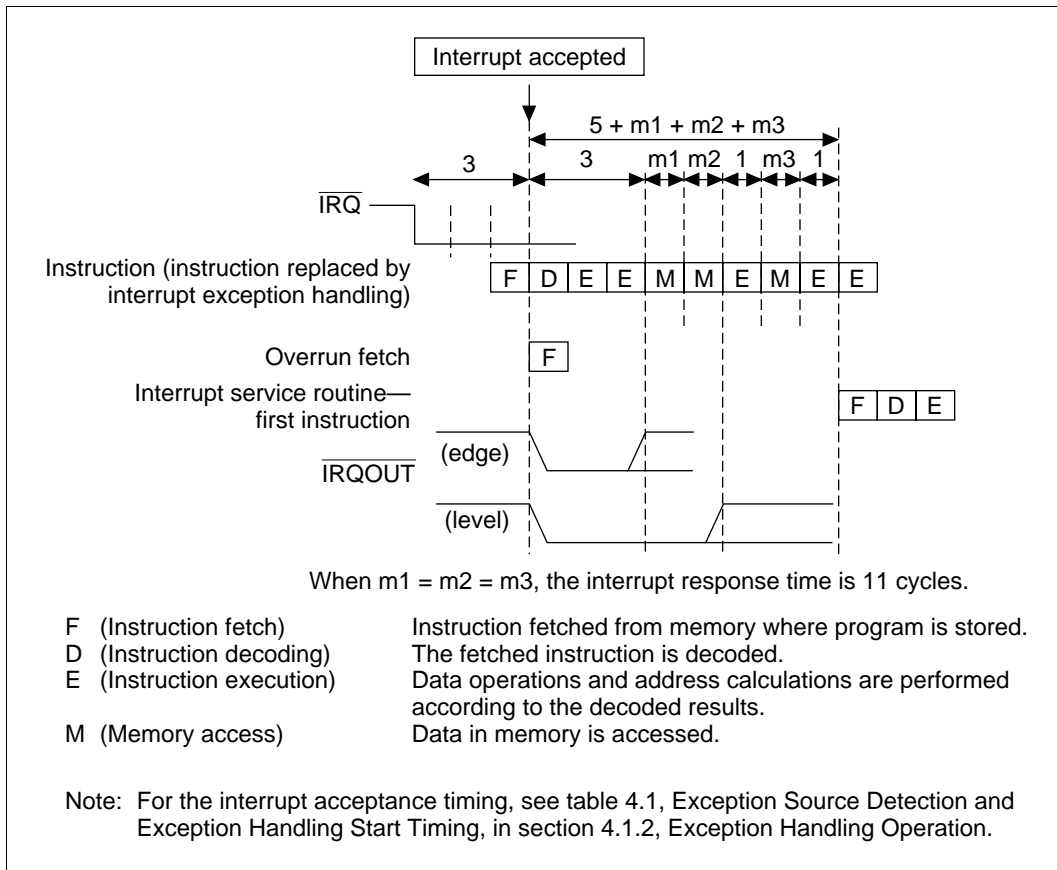 Interrupt accepted
5 + m1 + m2 + m3
3 3 m1 m2 1 m3 1
IRQ
Instruction (instruction replaced by
interrupt exception handling)
F D E E M M E M E E
Overrun fetch
F
Interrupt service routine—
first instruction
F D E
(edge)
IRQOUT
(level)
When m1 = m2 = m3, the interrupt response time is 11 cycles.
F (Instruction fetch) Instruction fetched from memory where program is stored.
D (Instruction decoding) The fetched instruction is decoded.
E (Instruction execution) Data operations and address calculations are performed
according to the decoded results.
M (Memory access) Data in memory is accessed.
Note: For the interrupt acceptance timing, see table 4.1, Exception Source Detection and
Exception Handling Start Timing, in section 4.1.2, Exception Handling Operation.